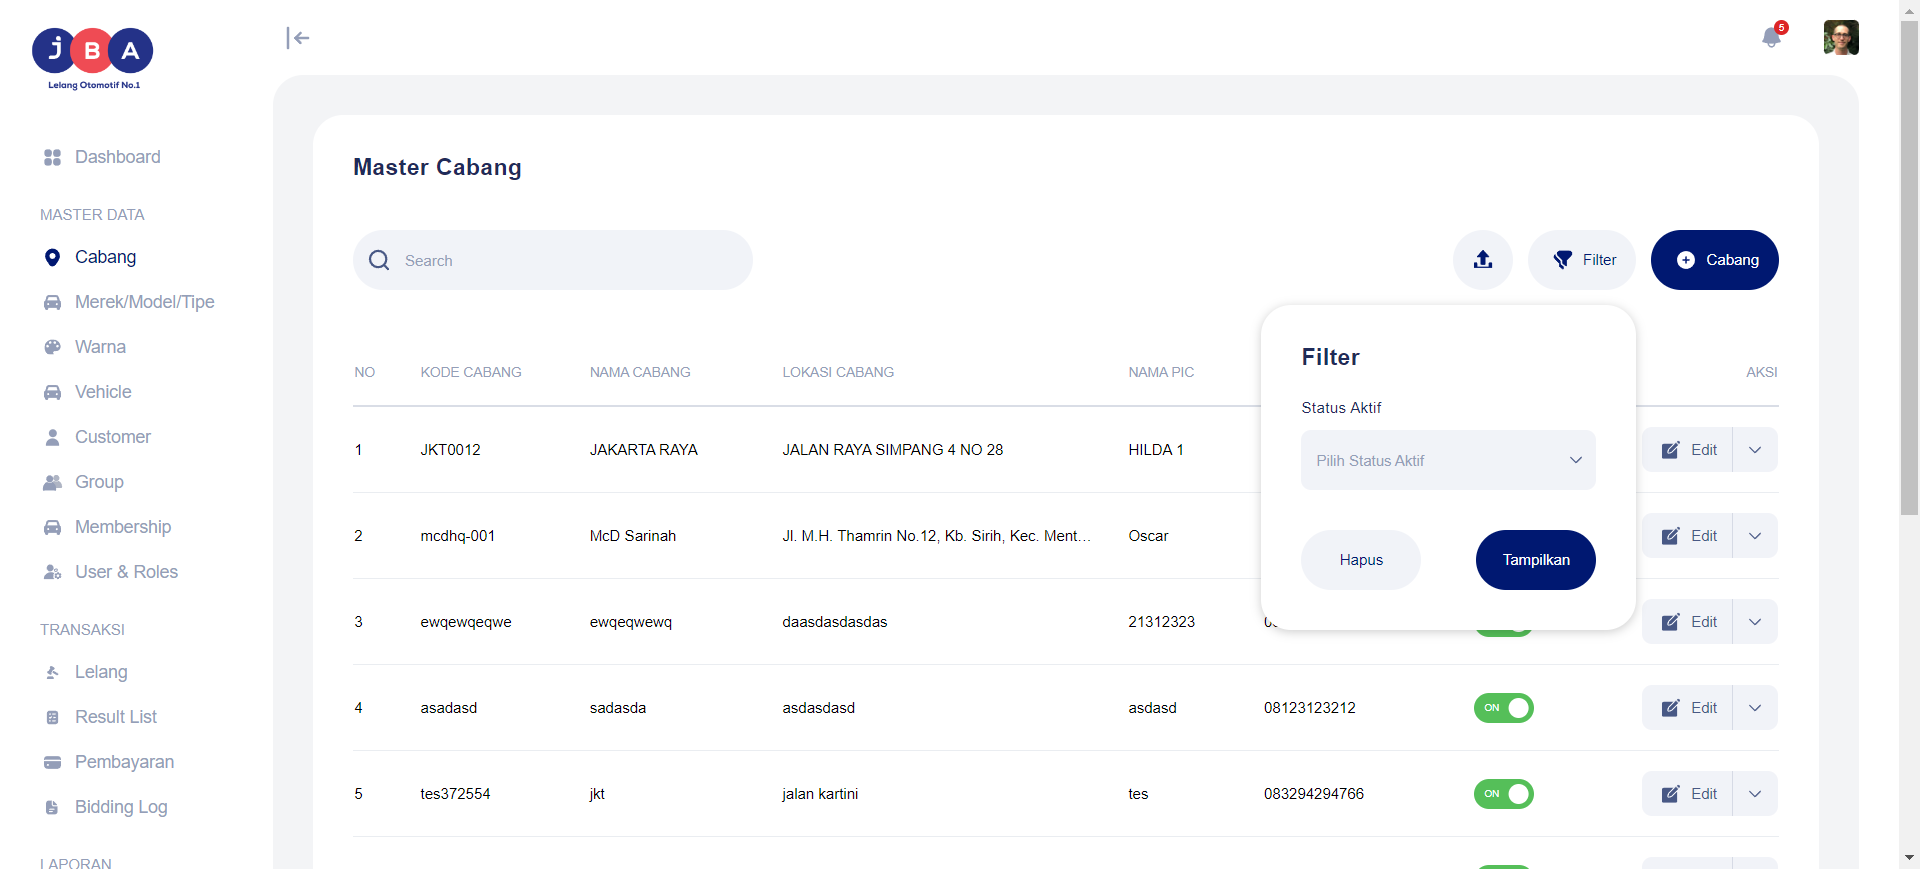 JBA
Lelang Otomotif No.1
5
Dashboard
MASTER DATA
Cabang
Merek/Model/Tipe
Warna
Vehicle
Customer
Group
Membership
User & Roles
TRANSAKSI
Lelang
Result List
Pembayaran
Bidding Log
LAPORAN
Master Cabang
Search
Filter
Cabang
Filter
Status Aktif
Pilih Status Aktif
Hapus
Tampilkan
NO KODE CABANG NAMA CABANG LOKASI CABANG NAMA PIC AKSI
1 JKT0012 JAKARTA RAYA JALAN RAYA SIMPANG 4 NO 28 HILDA 1 Edit
2 mcdhq-001 McD Sarinah Jl. M.H. Thamrin No.12, Kb. Sirih, Kec. Ment... Oscar Edit
3 ewqewqeqwe ewqeqwewq daasdasdasdas 21312323 Edit
4 asadasd sadasda asdasdasd asdasd 08123123212 ON Edit
5 tes372554 jkt jalan kartini tes 083294294766 ON Edit